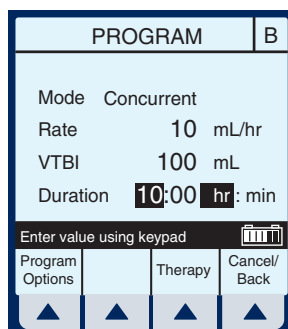 PROGRAM B
Mode Concurrent
Rate 10 mL/hr
VTBI 100 mL
Duration 10:00 hr : min
Enter value using keypad
Program Options Therapy Cancel/ Back